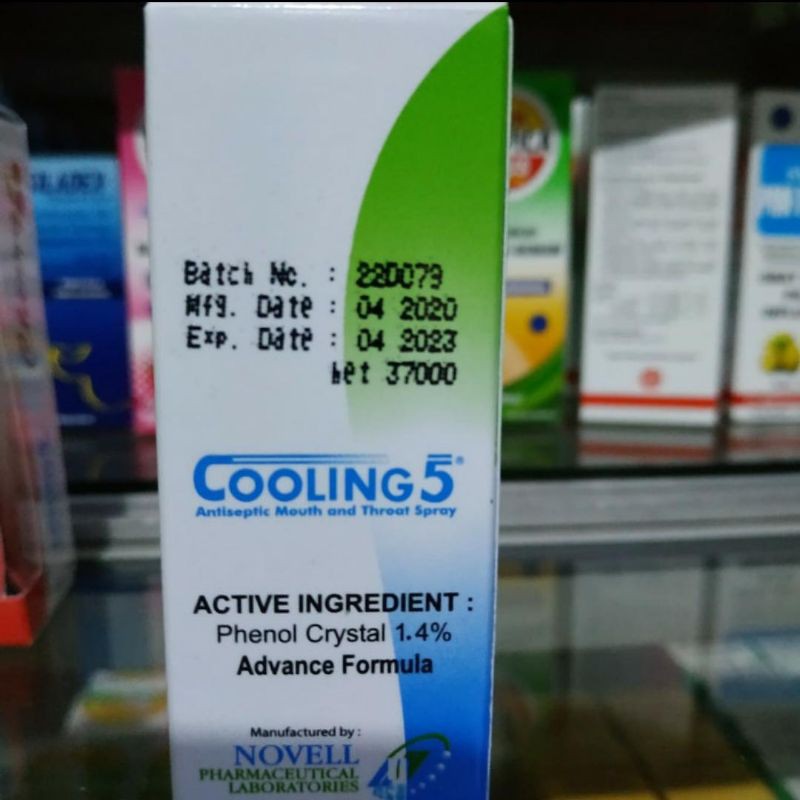 Batch No. : 22D079
Mfg. Date : 04 2020
Exp. Date : 04 2023
het 37000
COOLING5®
Antiseptic Mouth and Throat Spray
ACTIVE INGREDIENT :
Phenol Crystal 1.4%
Advance Formula
Manufactured by :
NOVELL
PHARMACEUTICAL
LABORATORIES